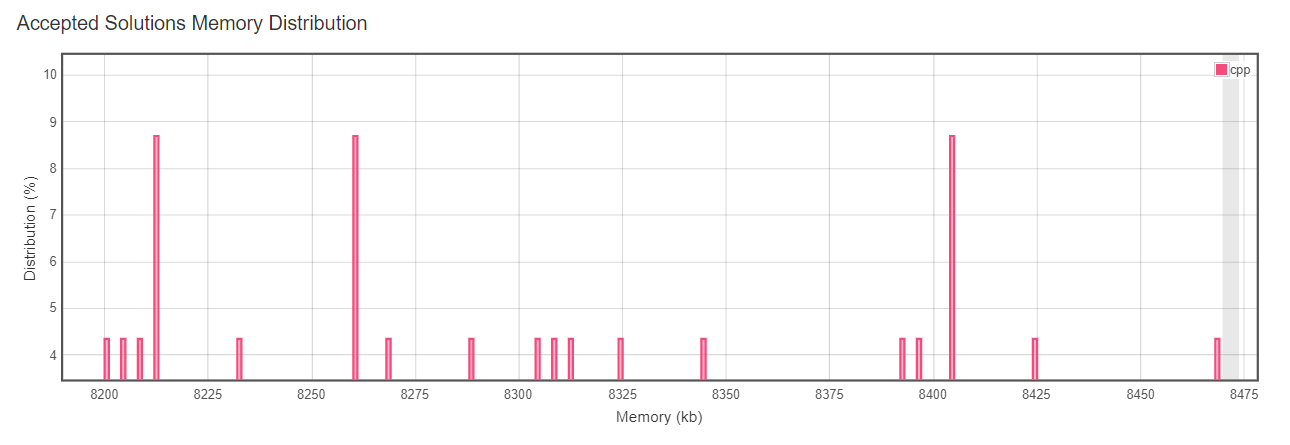 Accepted Solutions Memory Distribution
cpp
10
9
8
7
6
5
4
Distribution (%)
8200 8225 8250 8275 8300 8325 8350 8375 8400 8425 8450 8475
Memory (kb)